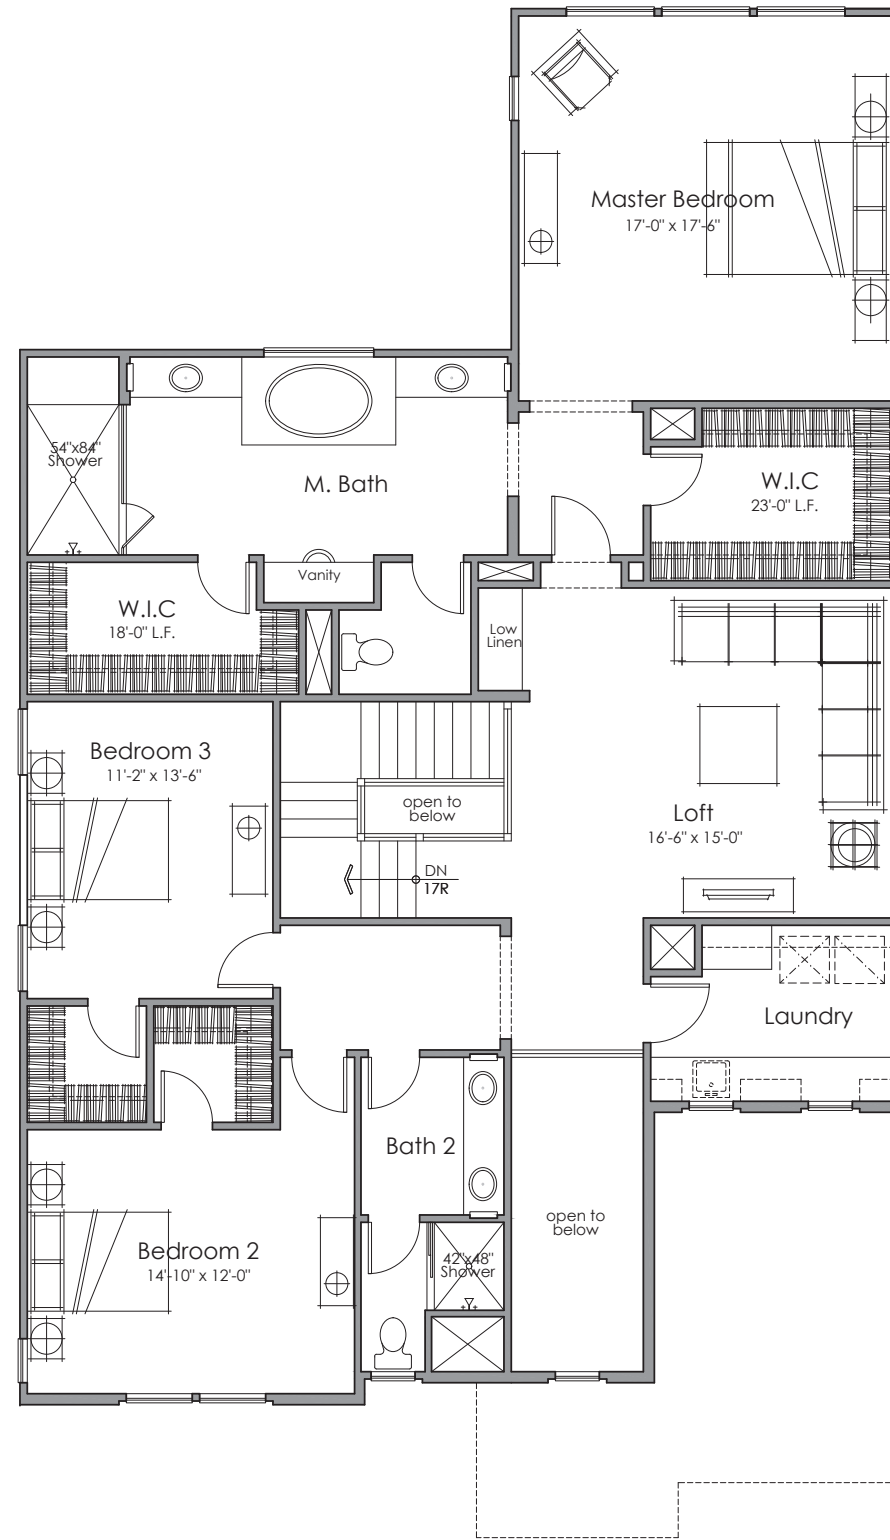 Master Bedroom
17'-0" x 17'-6"
54"x84"
Shower
M. Bath
W.I.C
23'-0" L.F.
Vanity
W.I.C
18'-0" L.F.
Low
Linen
Bedroom 3
11'-2" x 13'-6"
open to
below
Loft
16'-6" x 15'-0"
DN
17R
Laundry
Bath 2
open to
below
Bedroom 2
14'-10" x 12'-0"
42"x48"
Shower